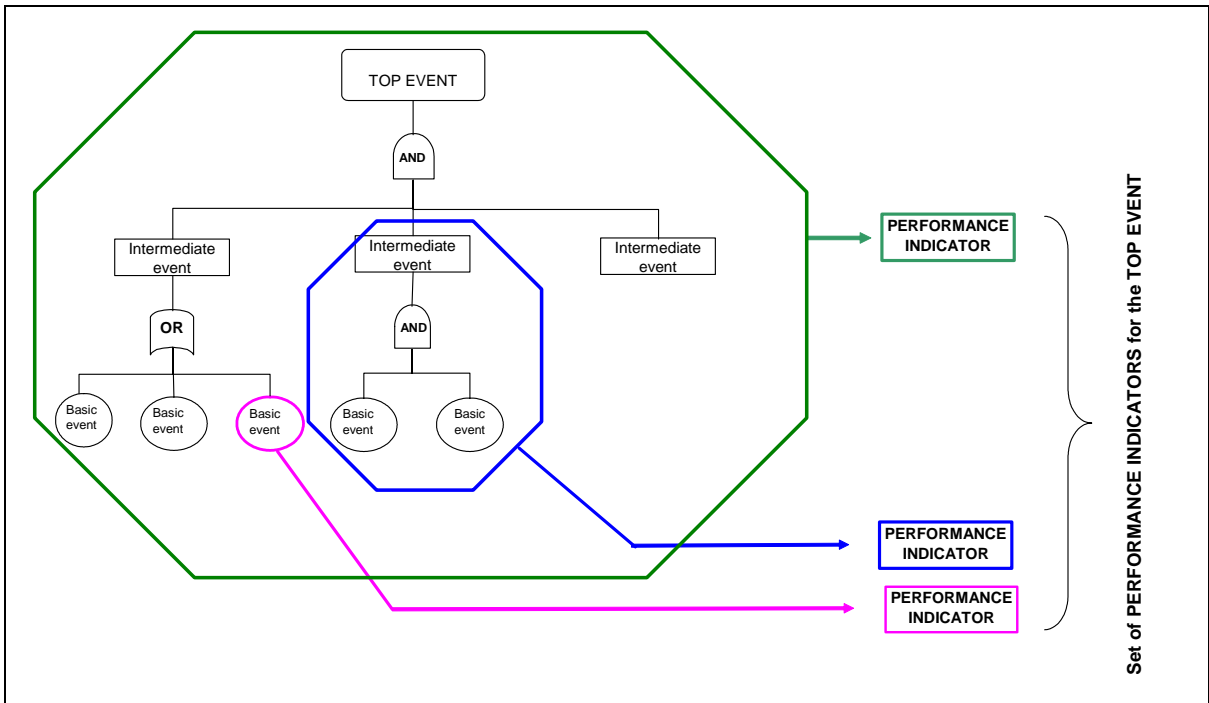 TOP EVENT
AND
Intermediate
event
Intermediate
event
Intermediate
event
OR
AND
Basic
event
Basic
event
Basic
event
Basic
event
Basic
event
PERFORMANCE
INDICATOR
PERFORMANCE
INDICATOR
PERFORMANCE
INDICATOR
Set of PERFORMANCE INDICATORS for the TOP EVENT